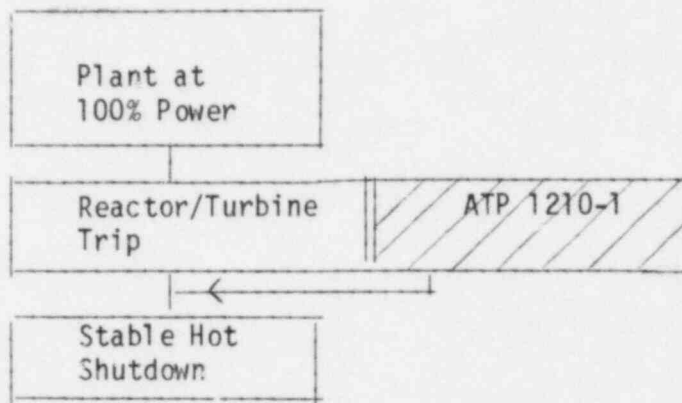 Plant at
100% Power
Reactor/Turbine
Trip
ATP 1210-1
Stable Hot
Shutdown